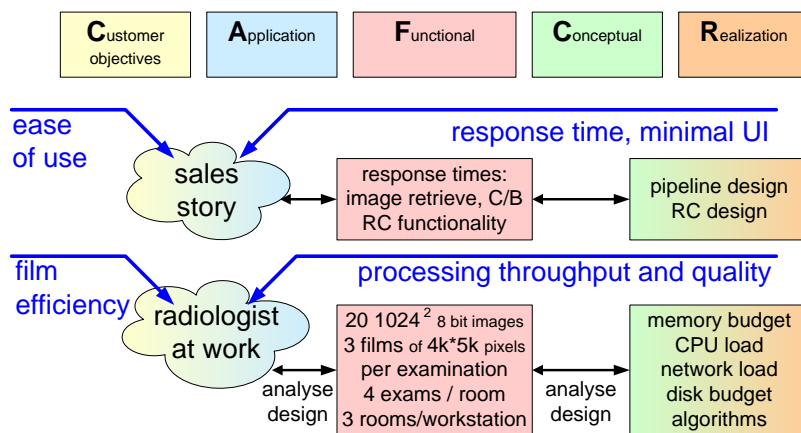 Customer objectives
Application
Functional
Conceptual
Realization
ease of use
response time, minimal UI
sales story
response times:
image retrieve, C/B
RC functionality
pipeline design
RC design
film efficiency
processing throughput and quality
radiologist at work
20 1024² 8 bit images
3 films of 4k*5k pixels
per examination
4 exams / room
3 rooms/workstation
memory budget
CPU load
network load
disk budget
algorithms
analyse design
analyse design